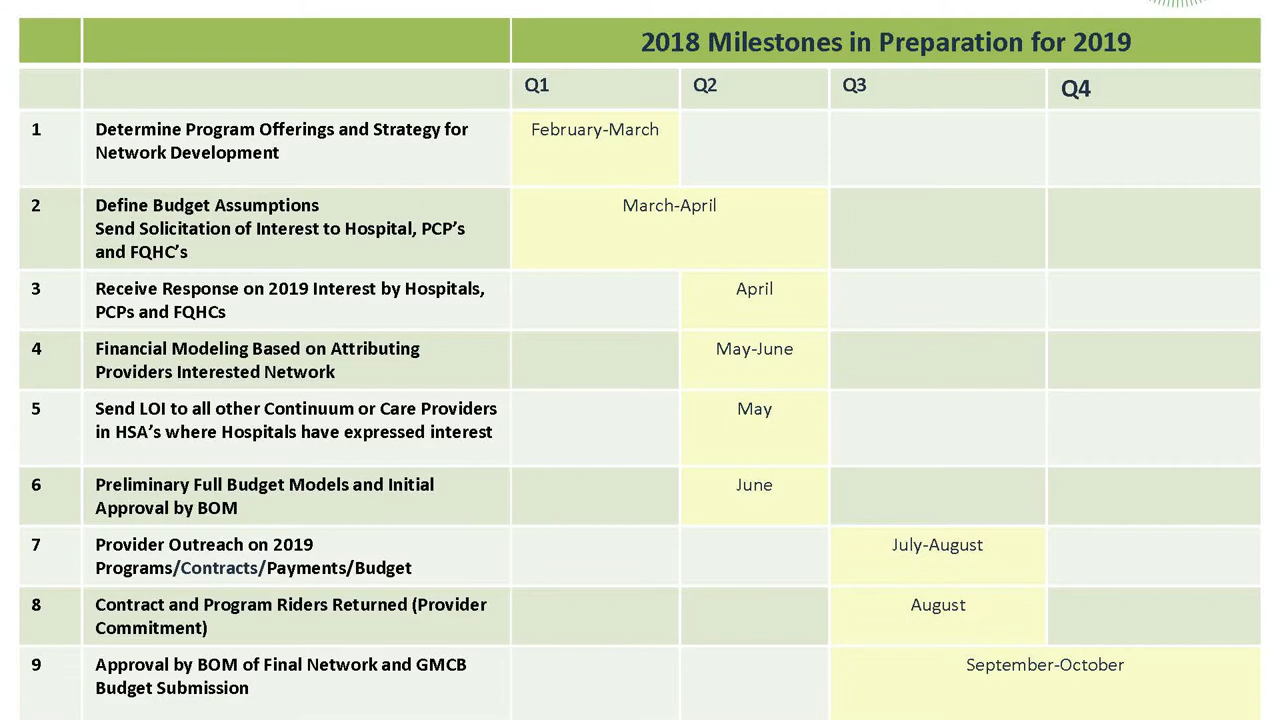 2018 Milestones in Preparation for 2019
Q1 Q2 Q3 Q4
1 Determine Program Offerings and Strategy for February-March
Network Development
2 Define Budget Assumptions March-April
Send Solicitation of Interest to Hospital, PCP’s
and FQHC’s
3 Receive Response on 2019 Interest by Hospitals, April
PCPs and FQHCs
4 Financial Modeling Based on Attributing May-June
Providers Interested Network
5 Send LOI to all other Continuum or Care Providers May
in HSA’s where Hospitals have expressed interest
6 Preliminary Full Budget Models and Initial June
Approval by BOM
7 Provider Outreach on 2019 July-August
Programs/Contracts/Payments/Budget
8 Contract and Program Riders Returned (Provider August
Commitment)
9 Approval by BOM of Final Network and GMCB September-October
Budget Submission